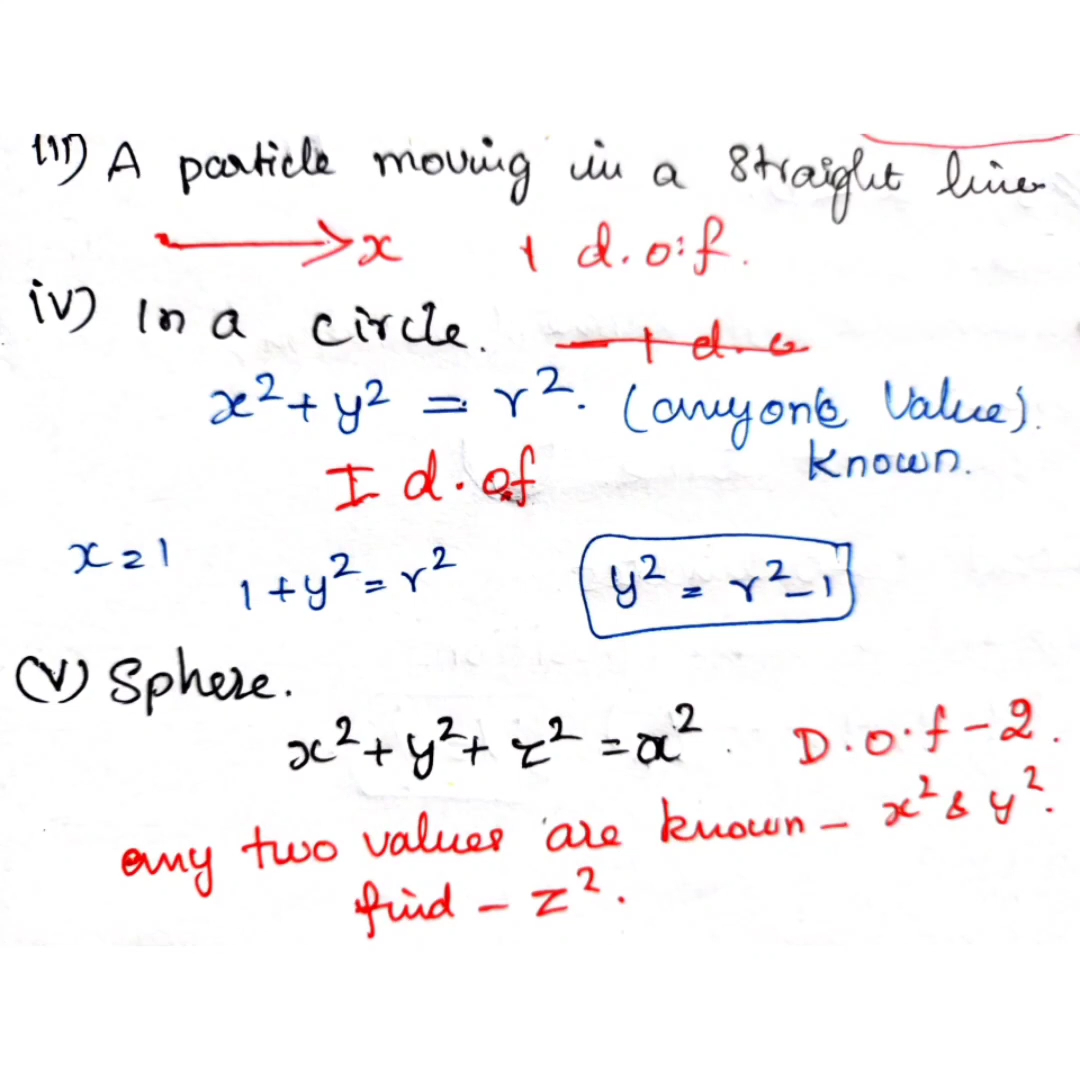 iii) A particle moving in a straight line
x 1 d.o.f.
iv) In a circle. 1 d.o
x² + y² = r². (anyone Value).
known.
I d.of
x = 1 1 + y² = r² y² = r² - 1
(V) Sphere.
x² + y² + z² = a². D.o.f - 2.
any two values are known - x² & y².
find - z².